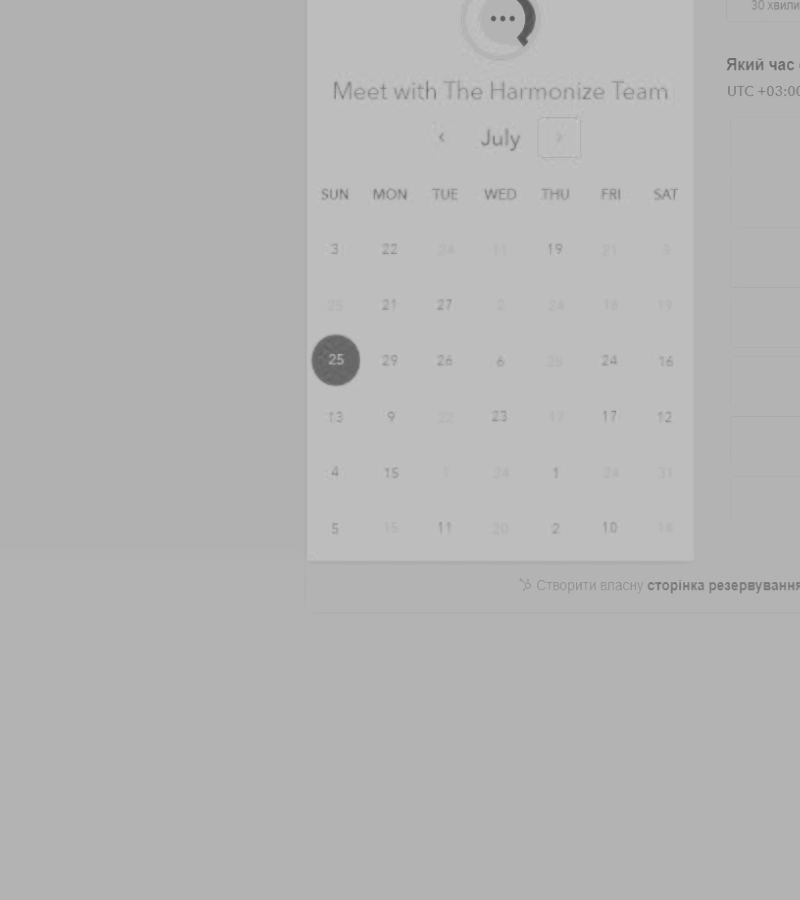 30 хвили
Який час
UTC +03:00
Meet with The Harmonize Team
July
SUN MON TUE WED THU FRI SAT
3 22 24 11 19 21 3
25 21 27 2 24 16 19
25 29 26 6 25 24 16
13 9 22 23 17 17 12
4 15 1 24 1 24 31
5 15 11 20 2 10 14
Створити власну сторінка резервування